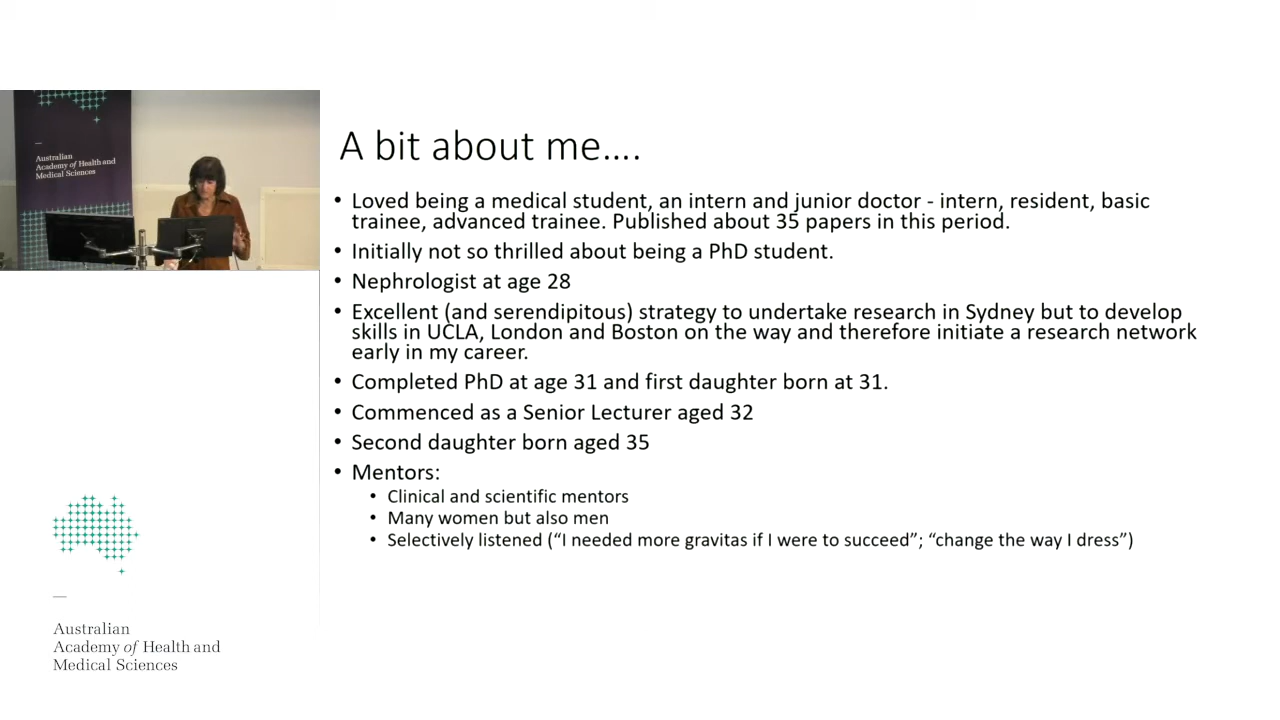 Australian
Academy of Health and
Medical Sciences
A bit about me....
• Loved being a medical student, an intern and junior doctor - intern, resident, basic
trainee, advanced trainee. Published about 35 papers in this period.
• Initially not so thrilled about being a PhD student.
• Nephrologist at age 28
• Excellent (and serendipitous) strategy to undertake research in Sydney but to develop
skills in UCLA, London and Boston on the way and therefore initiate a research network
early in my career.
• Completed PhD at age 31 and first daughter born at 31.
• Commenced as a Senior Lecturer aged 32
• Second daughter born aged 35
• Mentors:
• Clinical and scientific mentors
• Many women but also men
• Selectively listened (“I needed more gravitas if I were to succeed”; “change the way I dress”)
Australian
Academy of Health and
Medical Sciences